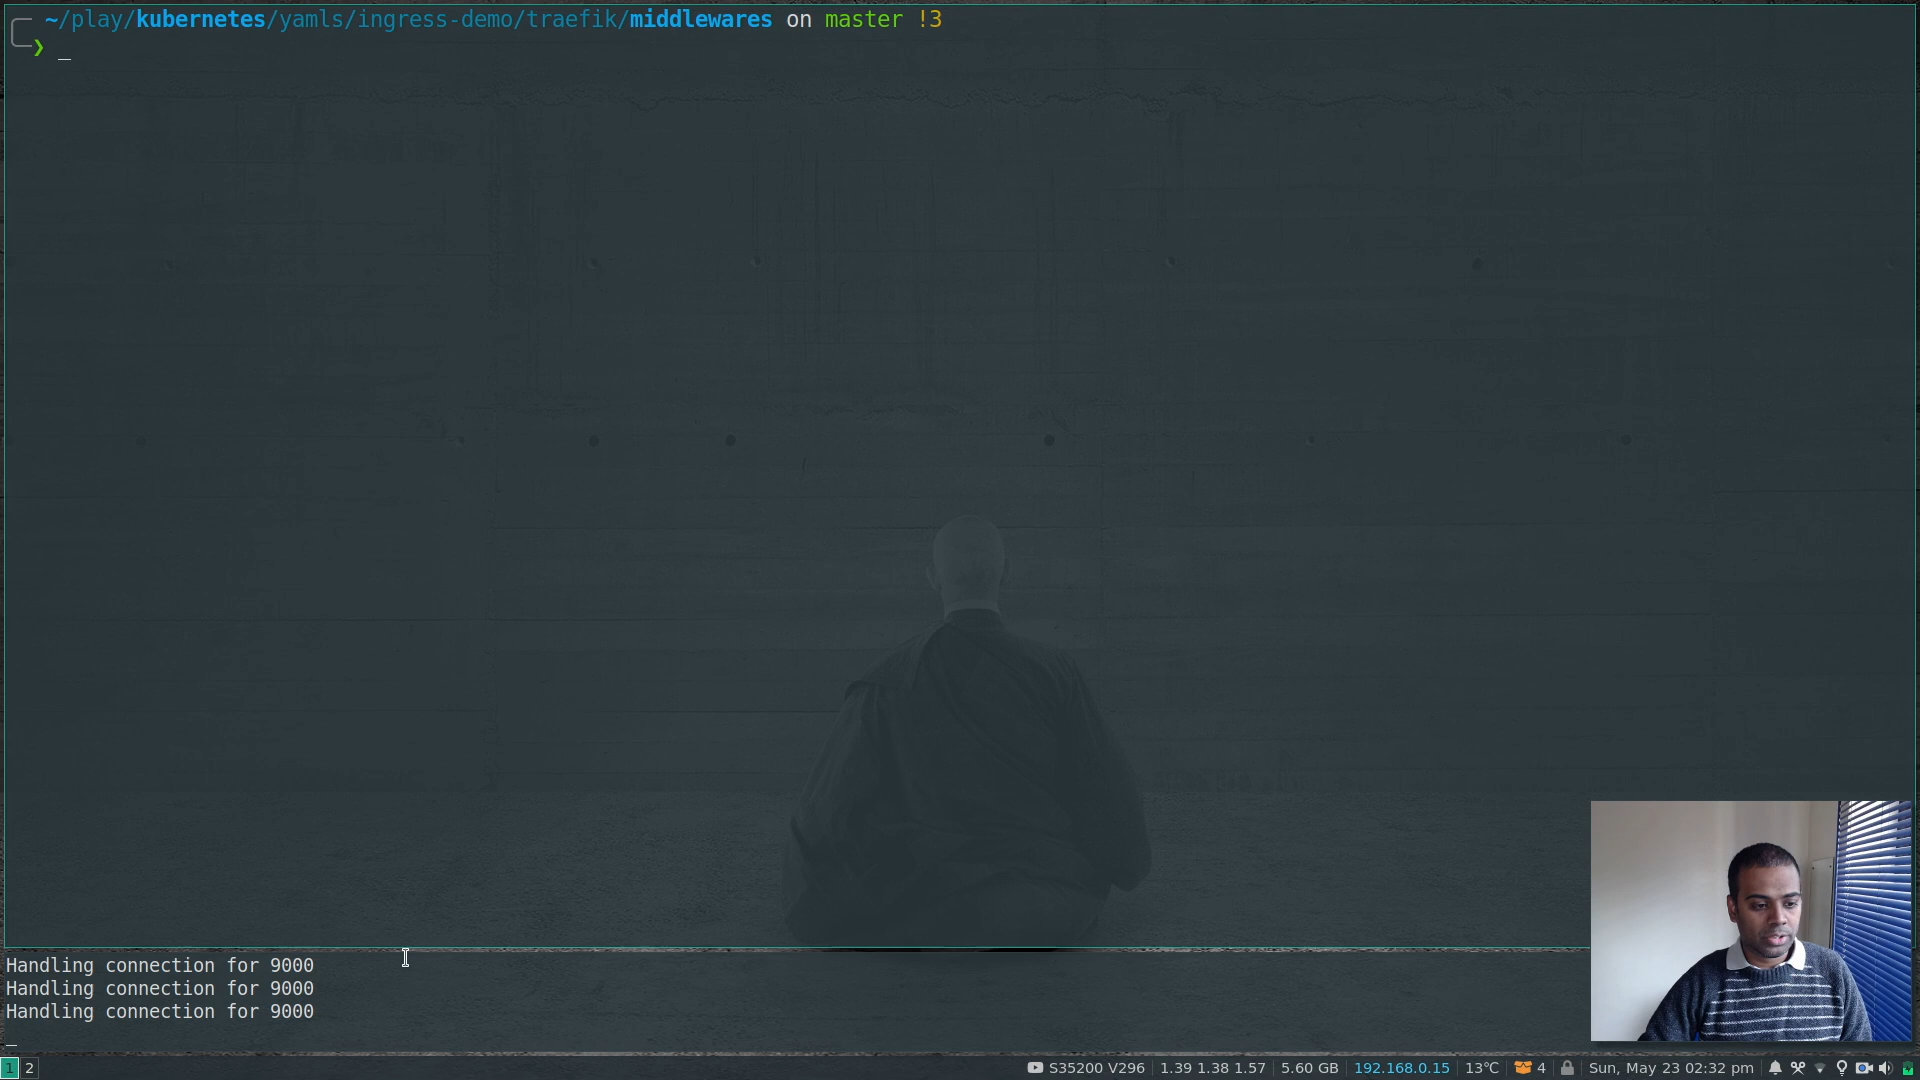 ~/play/kubernetes/yamls/ingress-demo/traefik/middlewares on master !3
❯ _
Handling connection for 9000
Handling connection for 9000
Handling connection for 9000
1 2 S35200 V296 1.39 1.38 1.57 5.60 GB 192.168.0.15 13°C 4 Sun, May 23 02:32 pm